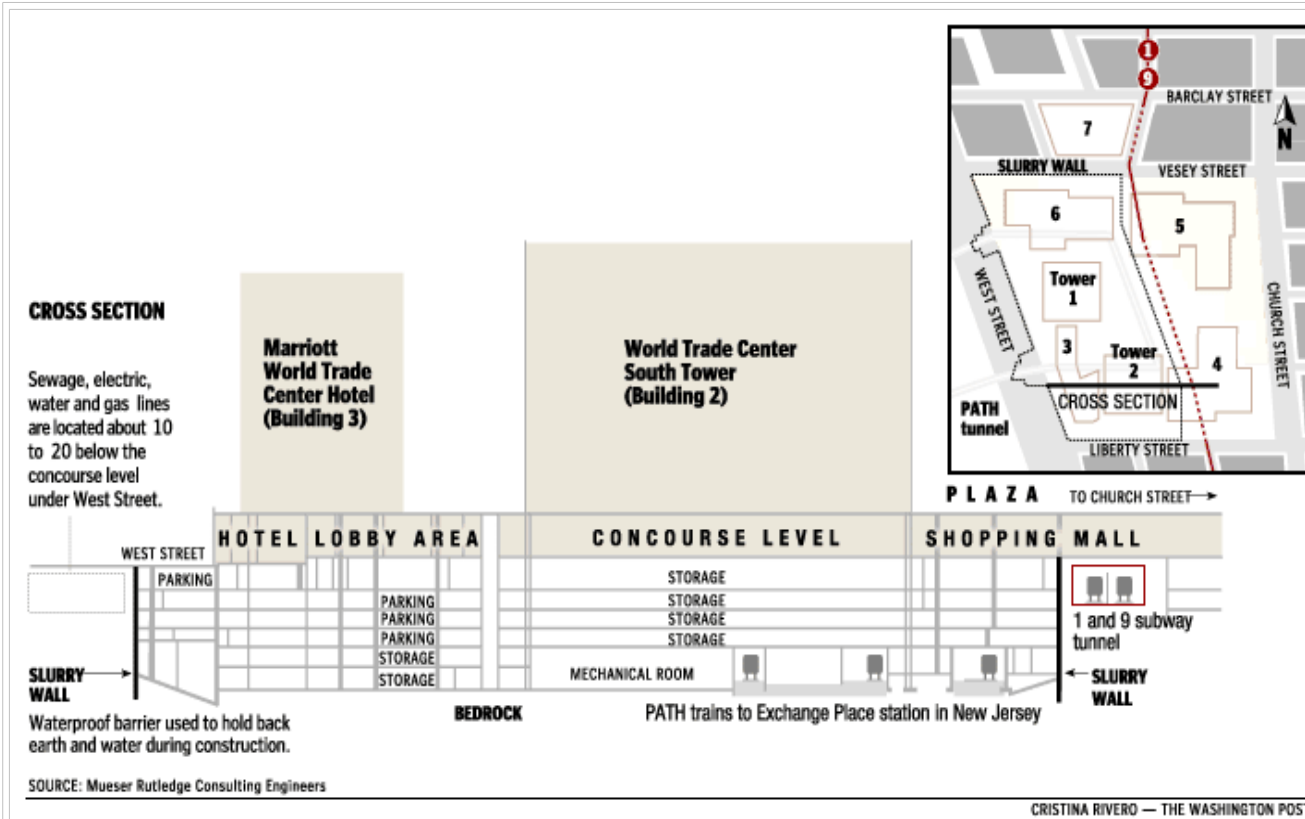 1
9
BARCLAY STREET
N
7
SLURRY WALL
VESEY STREET
6
5
WEST STREET
Tower
1
CHURCH STREET
3
Tower
2
4
CROSS SECTION
PATH
tunnel
LIBERTY STREET
CROSS SECTION
Sewage, electric,
water and gas lines
are located about 10
to 20 below the
concourse level
under West Street.
Marriott
World Trade
Center Hotel
(Building 3)
World Trade Center
South Tower
(Building 2)
PLAZA
TO CHURCH STREET
HOTEL LOBBY AREA
CONCOURSE LEVEL
SHOPPING MALL
WEST STREET
PARKING
STORAGE
PARKING
STORAGE
PARKING
STORAGE
PARKING
STORAGE
STORAGE
STORAGE
MECHANICAL ROOM
1 and 9 subway
tunnel
SLURRY
WALL
SLURRY
WALL
BEDROCK
PATH trains to Exchange Place station in New Jersey
Waterproof barrier used to hold back
earth and water during construction.
SOURCE: Mueser Rutledge Consulting Engineers
CRISTINA RIVERO — THE WASHINGTON POST